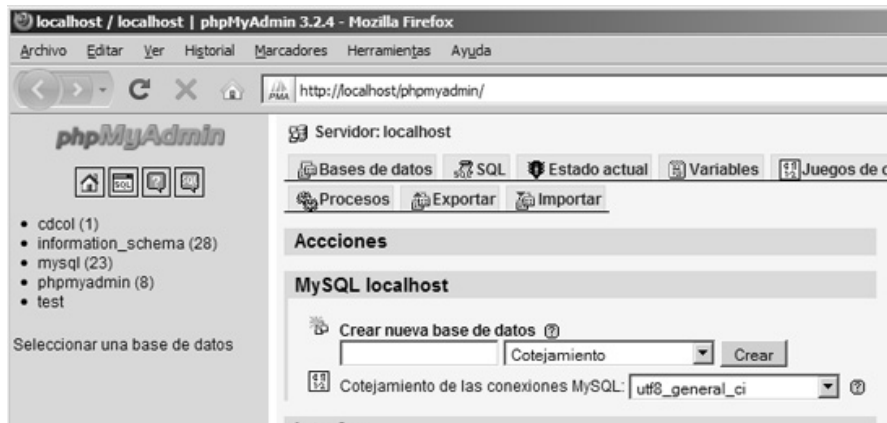 localhost / localhost | phpMyAdmin 3.2.4 - Mozilla Firefox
Archivo Editar Ver Historial Marcadores Herramientas Ayuda
PMA http://localhost/phpmyadmin/
phpMyAdmin
SQL
cdcol (1)
information_schema (28)
mysql (23)
phpmyadmin (8)
test
Seleccionar una base de datos
Servidor: localhost
Bases de datos SQL Estado actual Variables Juegos de
Procesos Exportar Importar
Accciones
MySQL localhost
Crear nueva base de datos
Cotejamiento Crear
Cotejamiento de las conexiones MySQL: utf8_general_ci